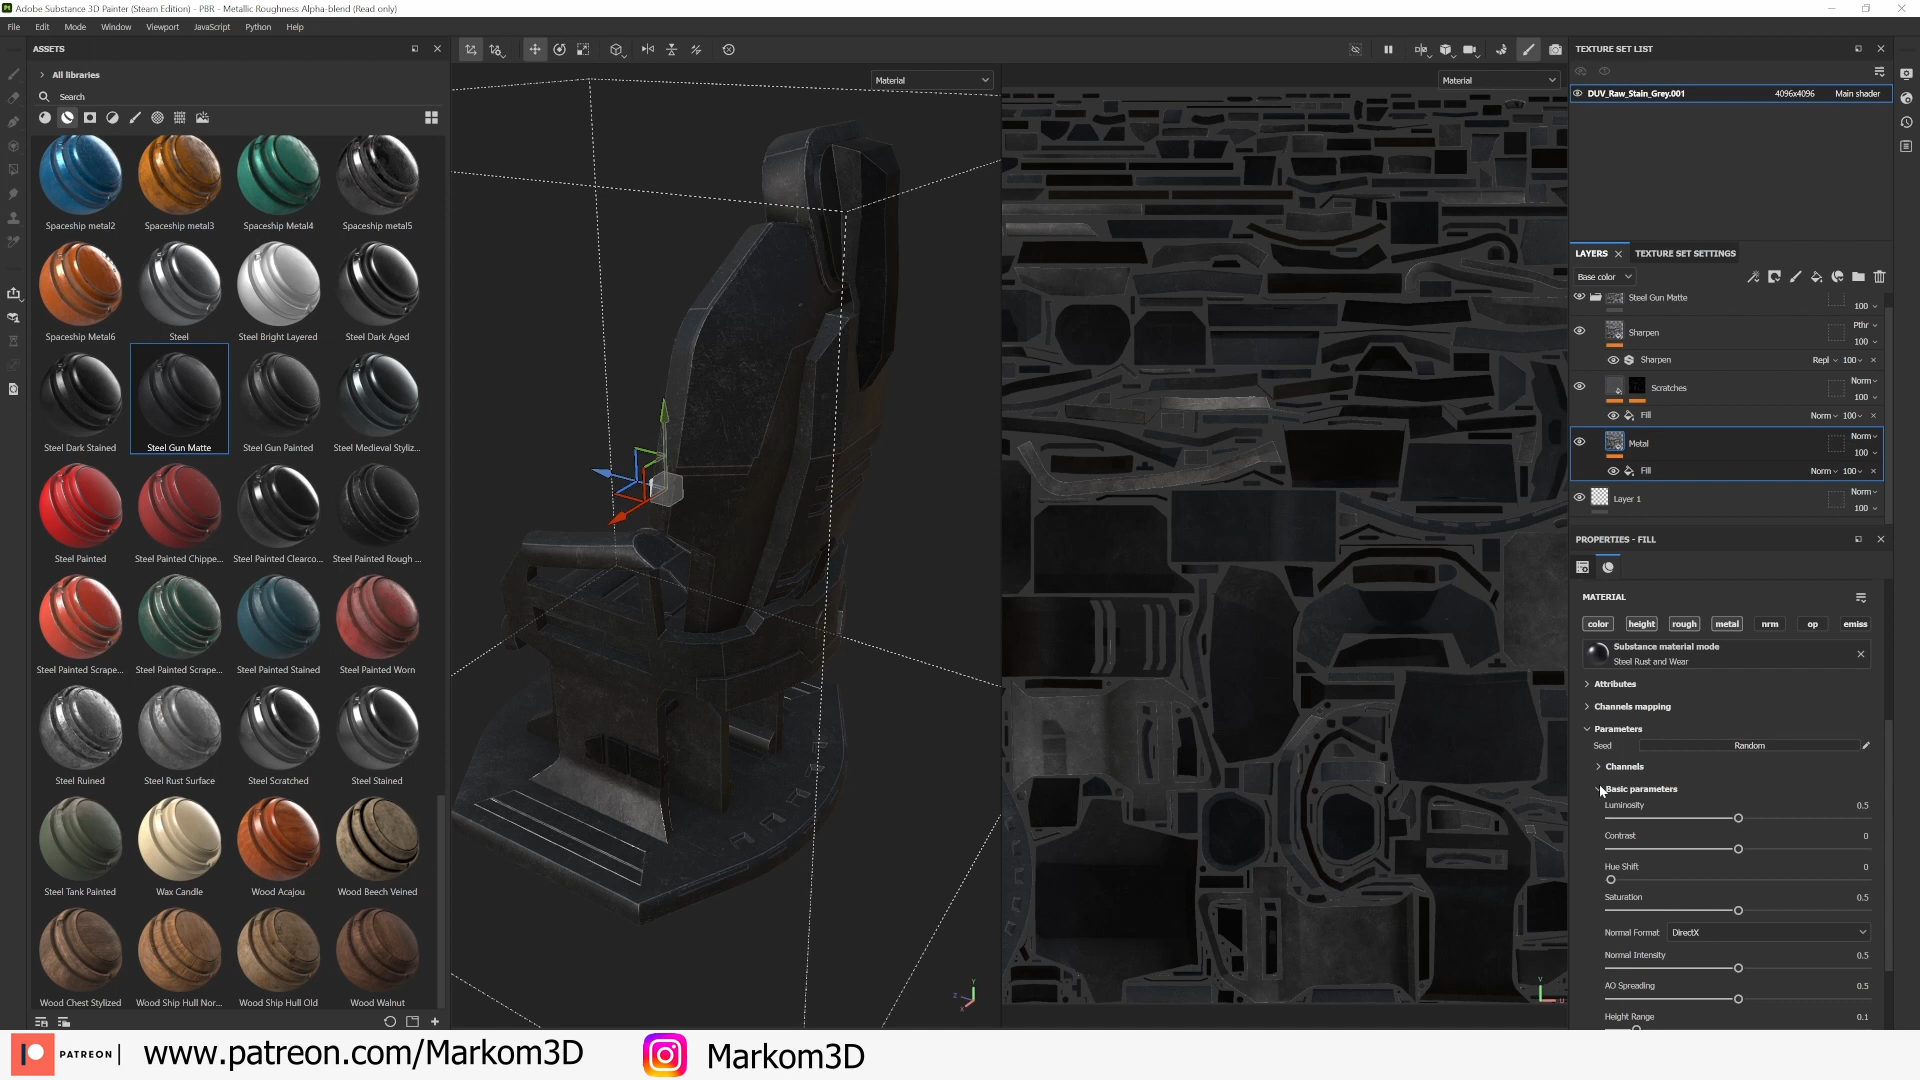 Adobe Substance 3D Painter (Steam Edition) - PBR - Metallic Roughness Alpha-blend (Read only)
File Edit Mode Window Viewport JavaScript Python Help
ASSETS
All libraries
Search
Spaceship metal2 Spaceship metal3 Spaceship Metal4 Spaceship metal5
Spaceship Metal6 Steel Steel Bright Layered Steel Dark Aged
Steel Dark Stained Steel Gun Matte Steel Gun Painted Steel Medieval Styliz...
Steel Painted Steel Painted Chippe... Steel Painted Clearco... Steel Painted Rough ...
Steel Painted Scrape... Steel Painted Scrape... Steel Painted Stained Steel Painted Worn
Steel Ruined Steel Rust Surface Steel Scratched Steel Stained
Steel Tank Painted Wax Candle Wood Acajou Wood Beech Veined
Wood Chest Stylized Wood Ship Hull Nor... Wood Ship Hull Old Wood Walnut
Material
Material
TEXTURE SET LIST
DUV_Raw_Stain_Grey.001 4096x4096 Main shader
LAYERS TEXTURE SET SETTINGS
Base color
Steel Gun Matte 100
Sharpen Pthr 100
Sharpen Repl 100
Scratches Norm 100
Fill Norm 100
Metal Norm 100
Fill Norm 100
Layer 1 Norm 100
PROPERTIES - FILL
MATERIAL
color height rough metal nrm op emiss
Substance material mode
Steel Rust and Wear
Attributes
Channels mapping
Parameters
Seed Random
Channels
Basic parameters
Luminosity 0.5
Contrast 0
Hue Shift 0
Saturation 0.5
Normal Format DirectX
Normal Intensity 0.5
AO Spreading 0.5
Height Range 0.1
PATREON | www.patreon.com/Markom3D Markom3D